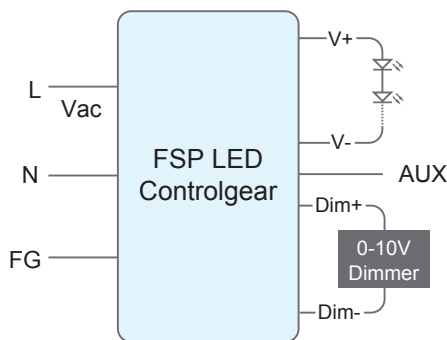 L
Vac
N
FG
FSP LED
Controlgear
V+
V-
AUX
Dim+
0-10V
Dimmer
Dim-